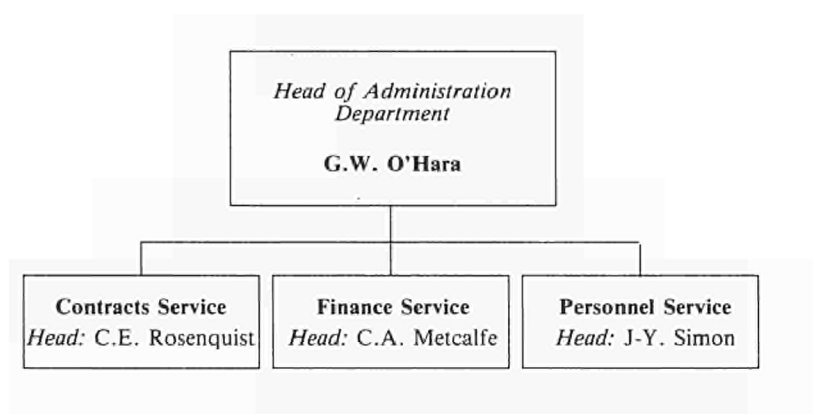 Head of Administration
Department
G.W. O'Hara
Contracts Service
Head: C.E. Rosenquist
Finance Service
Head: C.A. Metcalfe
Personnel Service
Head: J-Y. Simon